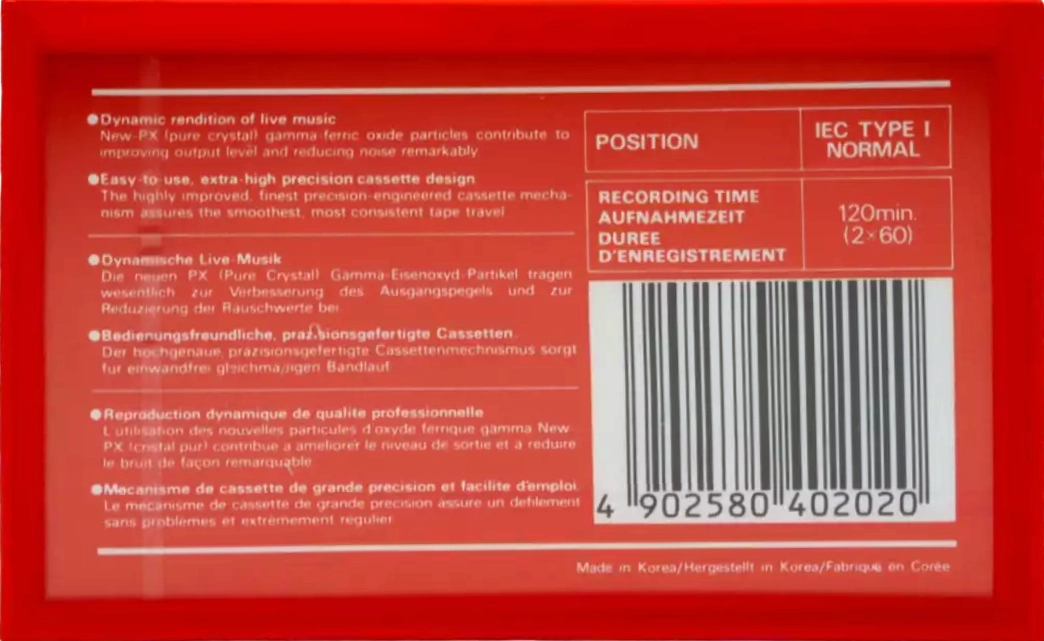 ●Dynamic rendition of live music
New-PX (pure crystal) gamma ferric oxide particles contribute to
improving output level and reducing noise remarkably
●Easy-to use, extra-high precision cassette design
The highly improved, finest precision-engineered cassette mecha-
nism assures the smoothest, most consistent tape travel
●Dynamische Live-Musik
Die neuen PX (Pure Crystal) Gamma-Eisenoxyd-Partikel tragen
wesentlich zur Verbesserung des Ausgangspegels und zur
Reduzierung der Rauschwerte bei
●Bedienungsfreundliche, prazisionsgefertigte Cassetten.
Der hochgenaue, prazisionsgefertigte Cassettenmechnismus sorgt
fur einwandfrei gleichmaßigen Bandlauf
●Reproduction dynamique de qualite professionnelle
L'utilisation des nouvelles particules d'oxyde ferrique gamma New-
PX (cristal pur) contribue a ameliorer le niveau de sortie et a reduire
le bruit de façon remarquable
●Mecanisme de cassette de grande precision et facilite d'emploi.
Le mecanisme de cassette de grande precision assure un defilement
sans problèmes et extrèmement regulier
POSITION
IEC TYPE I
NORMAL
RECORDING TIME
AUFNAHMEZEIT
DUREE
D'ENREGISTREMENT
120min.
(2×60)
4 902580 402020
Made in Korea/Hergestellt in Korea/Fabriqué en Corée